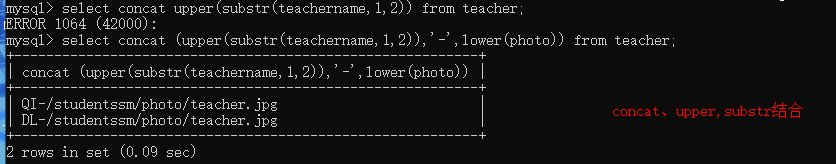 mysql> select concat upper(substr(teachername,1,2)) from teacher;
ERROR 1064 (42000):
mysql> select concat (upper(substr(teachername,1,2)),'-',lower(photo)) from teacher;
+----------------------------------------------------------+
| concat (upper(substr(teachername,1,2)),'-',lower(photo)) |
+----------------------------------------------------------+
| QI-/studentssm/photo/teacher.jpg |
| DL-/studentssm/photo/teacher.jpg |
+----------------------------------------------------------+
2 rows in set (0.09 sec)
concat、upper,substr结合